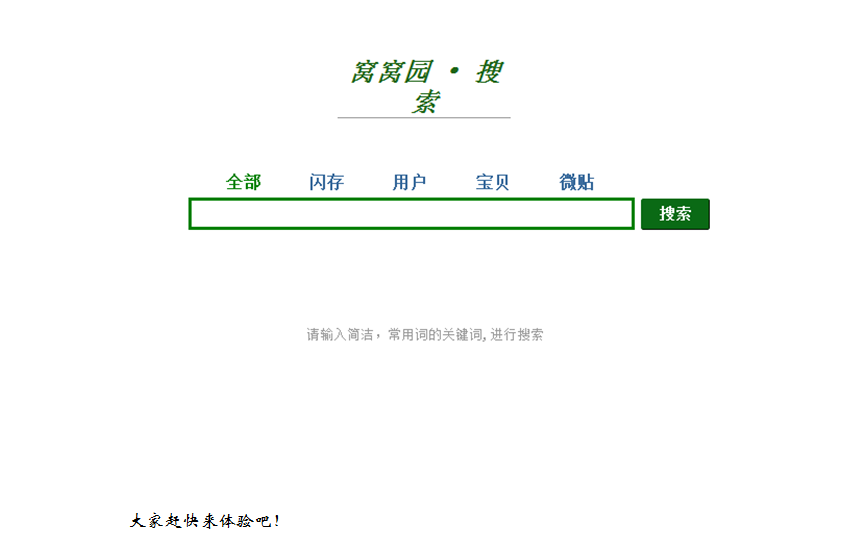 窝窝园 · 搜
索
全部 闪存 用户 宝贝 微贴
搜索
请输入简洁，常用词的关键词,进行搜索
大家赶快来体验吧！